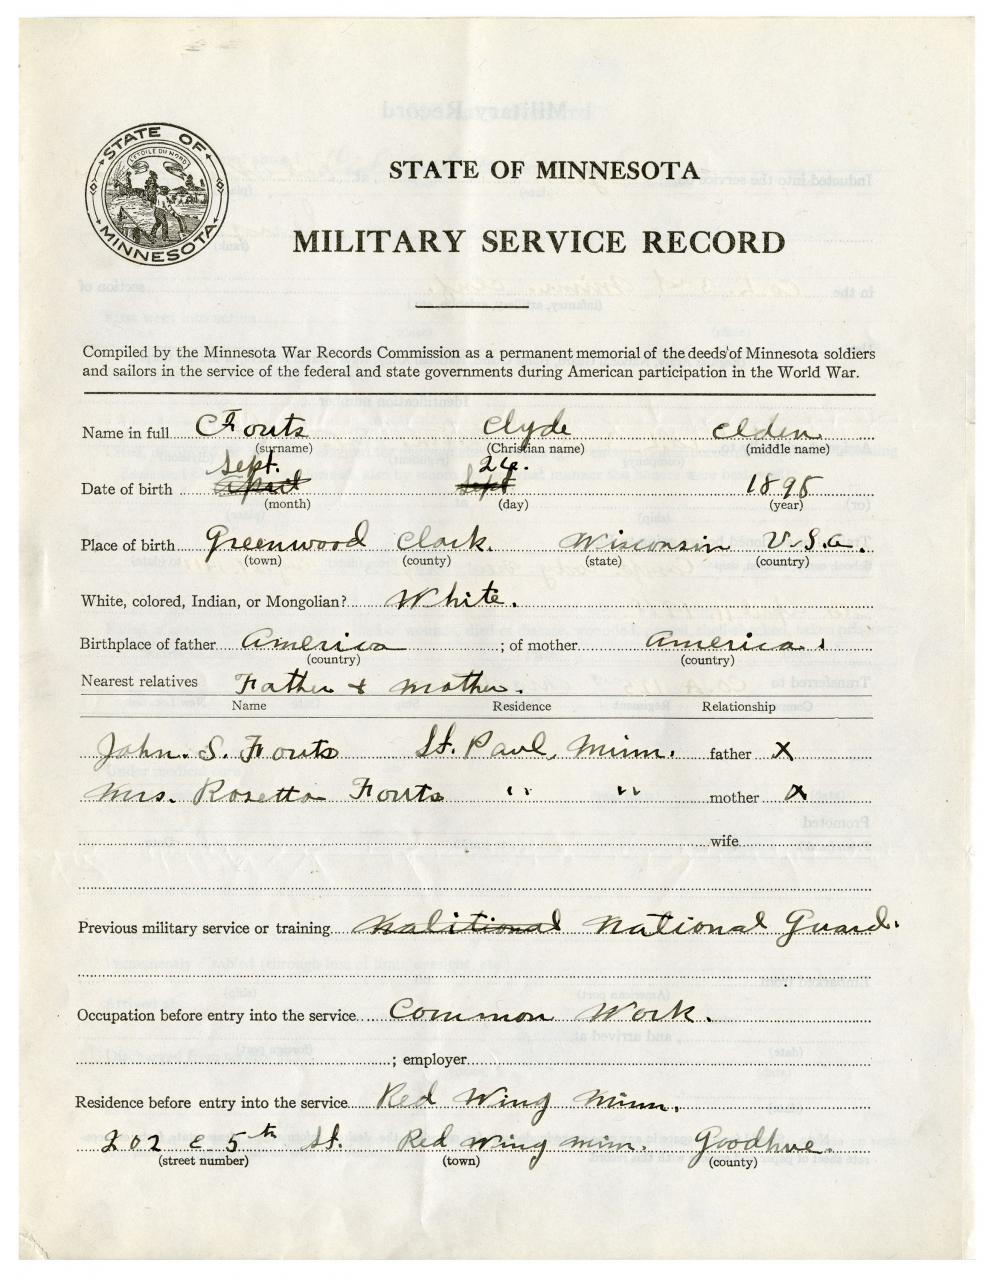 STATE OF
L'ETOILE DU NORD
MINNESOTA
STATE OF MINNESOTA
MILITARY SERVICE RECORD
Compiled by the Minnesota War Records Commission as a permanent memorial of the deeds of Minnesota soldiers
and sailors in the service of the federal and state governments during American participation in the World War.
Name in full Fouts Clyde Elden
(surname) (Christian name) (middle name)
Sept. 26.
Date of birth April Sept 1898
(month) (day) (year)
Place of birth Greenwood Clark. Wisconsin U.S.A.
(town) (county) (state) (country)
White, colored, Indian, or Mongolian? White.
Birthplace of father America ; of mother America.
(country) (country)
Nearest relatives Father & Mother.
Name Residence Relationship
John. S. Fouts St. Paul, Minn. father X
Mrs. Rosetta Fouts " " mother X
wife
Previous military service or training National Guard.
Occupation before entry into the service Common Work.
; employer
Residence before entry into the service Red Wing Minn.
202 E 5th St. Red Wing Minn. Goodhue.
(street number) (town) (county)